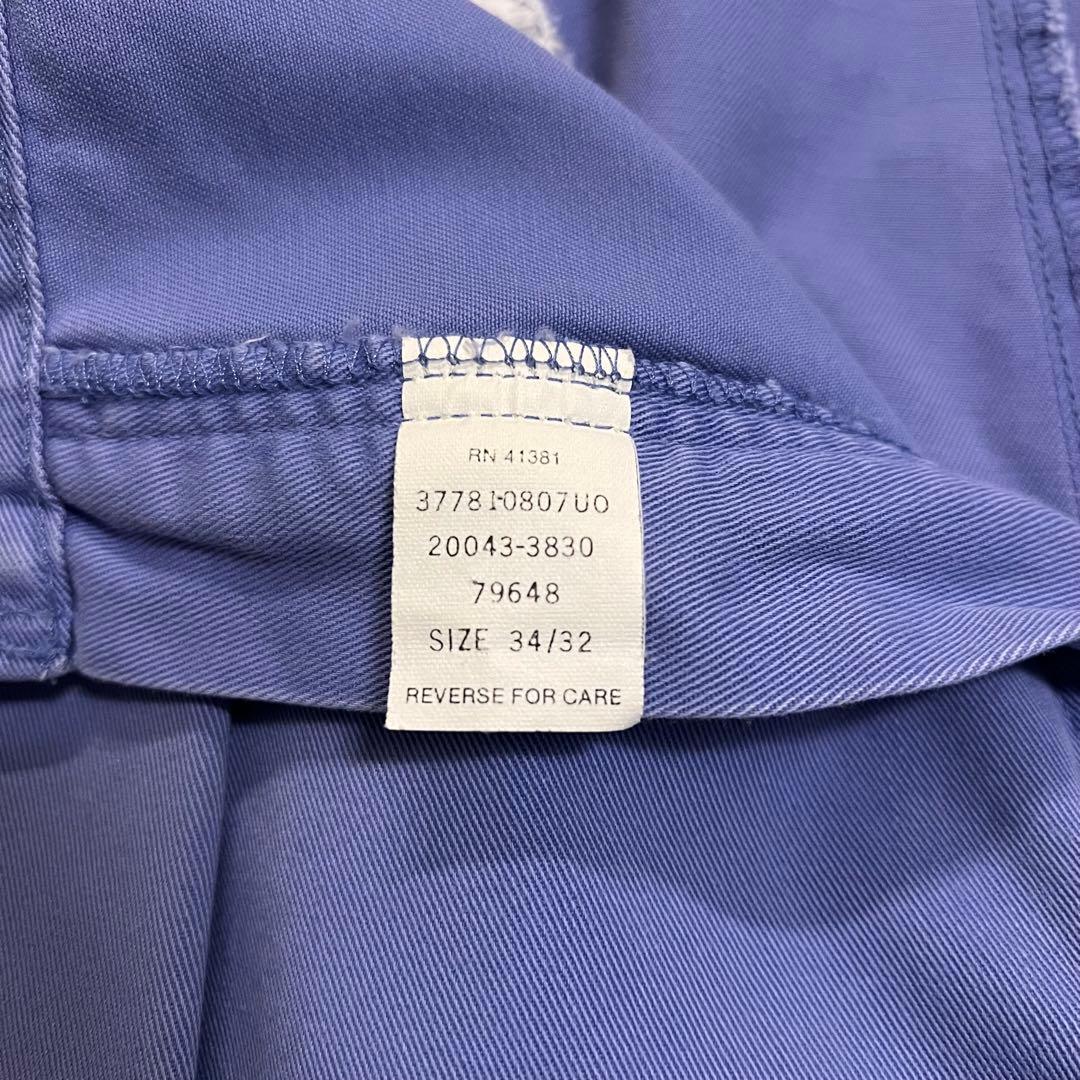 RN 41381
37781-0807UO
20043-3830
79648
SIZE 34/32
REVERSE FOR CARE